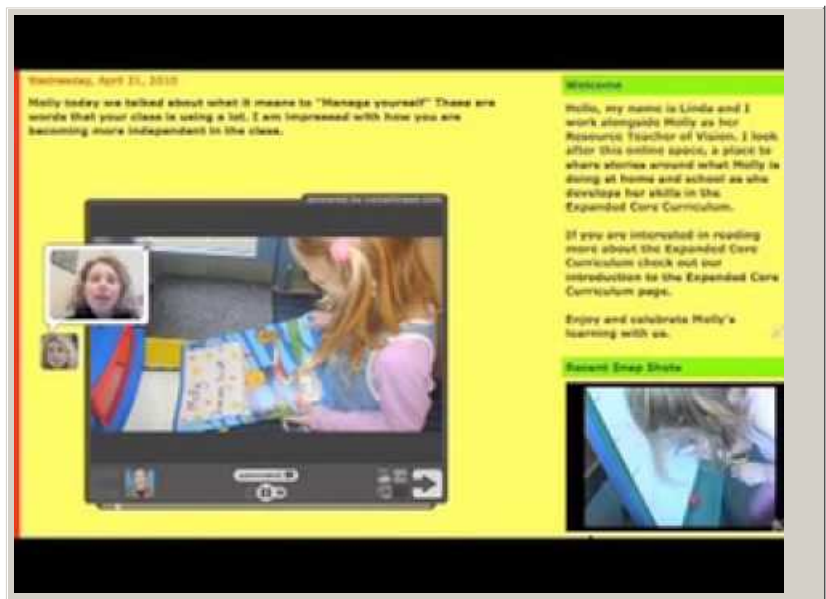 Wednesday, April 21, 2010
Molly today we talked about what it means to "Manage yourself" These are
words that your class is using a lot. I am impressed with how you are
becoming more independent in the class.
Welcome
Hello, my name is Linda and I
work alongside Molly as her
Resource Teacher of Vision. I look
after this online space, a place to
share stories around what Molly is
doing at home and school as she
develops her skills in the
Expanded Core Curriculum.
If you are interested in reading
more about the Expanded Core
Curriculum check out our
introduction to the Expanded Core
Curriculum page.
Enjoy and celebrate Molly's
learning with us.
Recent Snap Shots